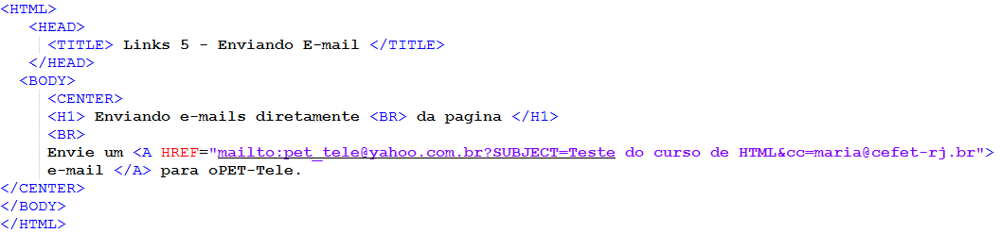 <HTML>
<HEAD>
<TITLE> Links 5 - Enviando E-mail </TITLE>
</HEAD>
<BODY>
<CENTER>
<H1> Enviando e-mails diretamente <BR> da pagina </H1>
<BR>
Envie um <A HREF="mailto:pet_tele@yahoo.com.br?SUBJECT=Teste do curso de HTML&cc=maria@cefet-rj.br">
e-mail </A> para oPET-Tele.
</CENTER>
</BODY>
</HTML>